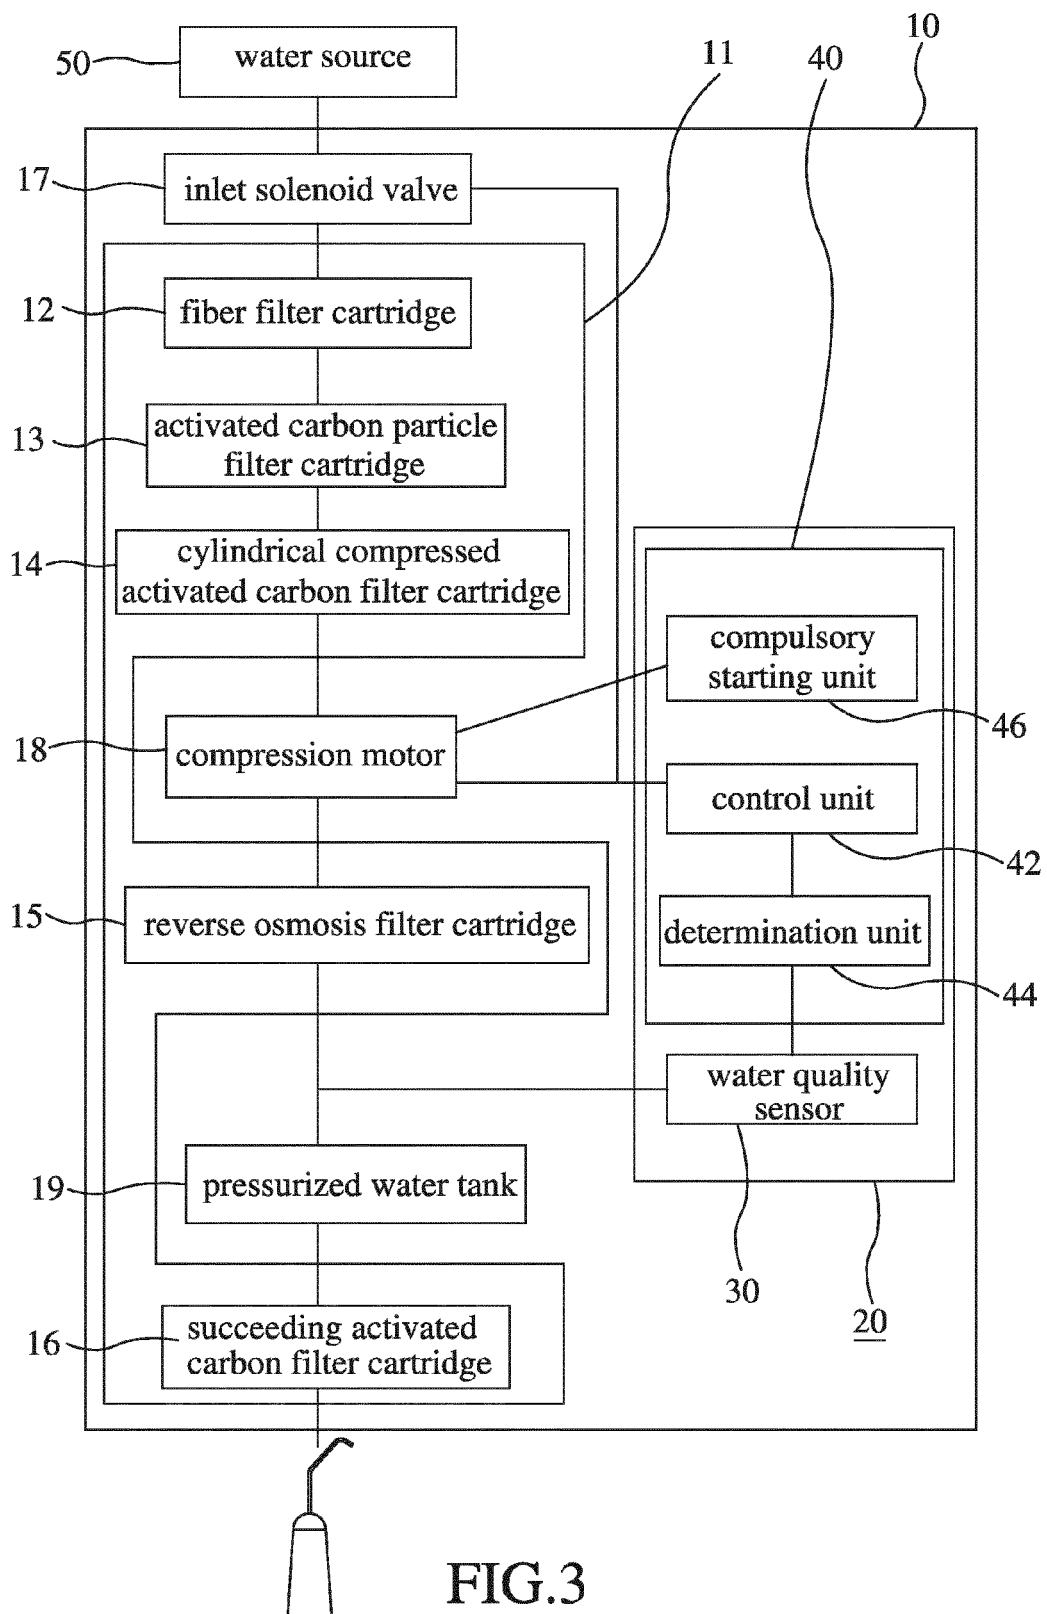 10
11
40
50
water source
17
inlet solenoid valve
12
fiber filter cartridge
13
activated carbon particle
filter cartridge
14
cylindrical compressed
activated carbon filter cartridge
compulsory
starting unit
46
18
compression motor
control unit
42
15
reverse osmosis filter cartridge
determination unit
44
water quality
sensor
19
pressurized water tank
30
20
16
succeeding activated
carbon filter cartridge
FIG.3